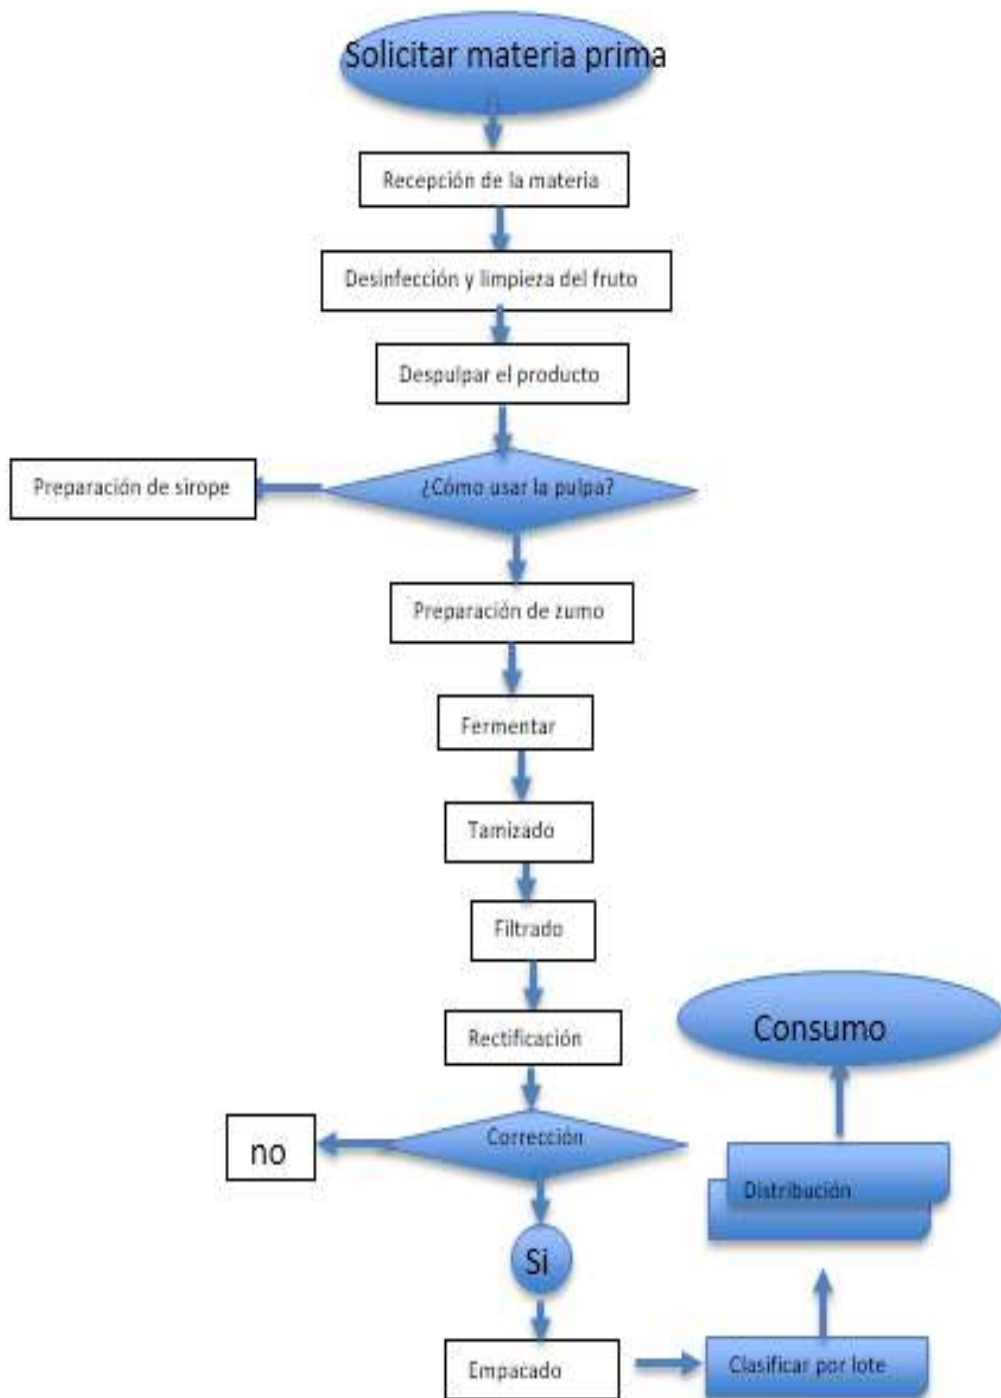 Solicitar materia prima
Recepción de la materia
Desinfección y limpieza del fruto
Despulpar el producto
¿Cómo usar la pulpa?
Preparación de sirope
Preparación de zumo
Fermentar
Tamizado
Filtrado
Rectificación
Corrección
no
Si
Empacado
Clasificar por lote
Distribución
Consumo